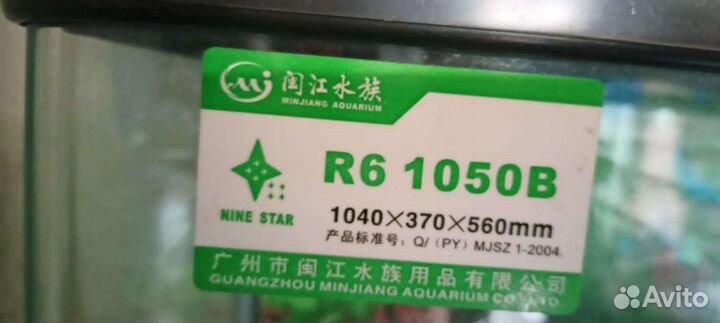 闽江水族
MINJIANG AQUARIUM
R6 1050B
NINE STAR
1040×370×560mm
产品标准号：Q/（PY）MJSZ 1-2004.
广州市闽江水族用品有限公司
GUANGZHOU MINJIANG AQUARIUM CO.,LTD.
Avito